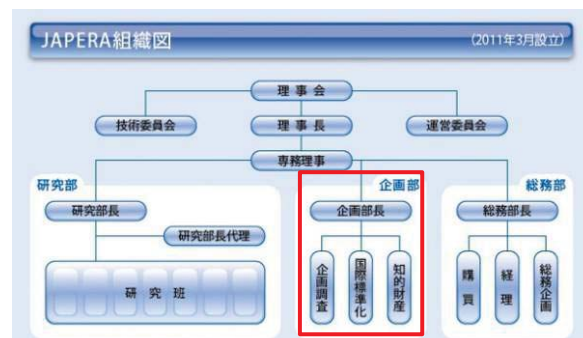 JAPERA組織図
(2011年3月設立)
理事会
技術委員会
理事長
運営委員会
専務理事
研究部
企画部
総務部
研究部長
企画部長
総務部長
研究部長代理
研究班
企画調査
国際標準化
知的財産
購買
経理
総務企画